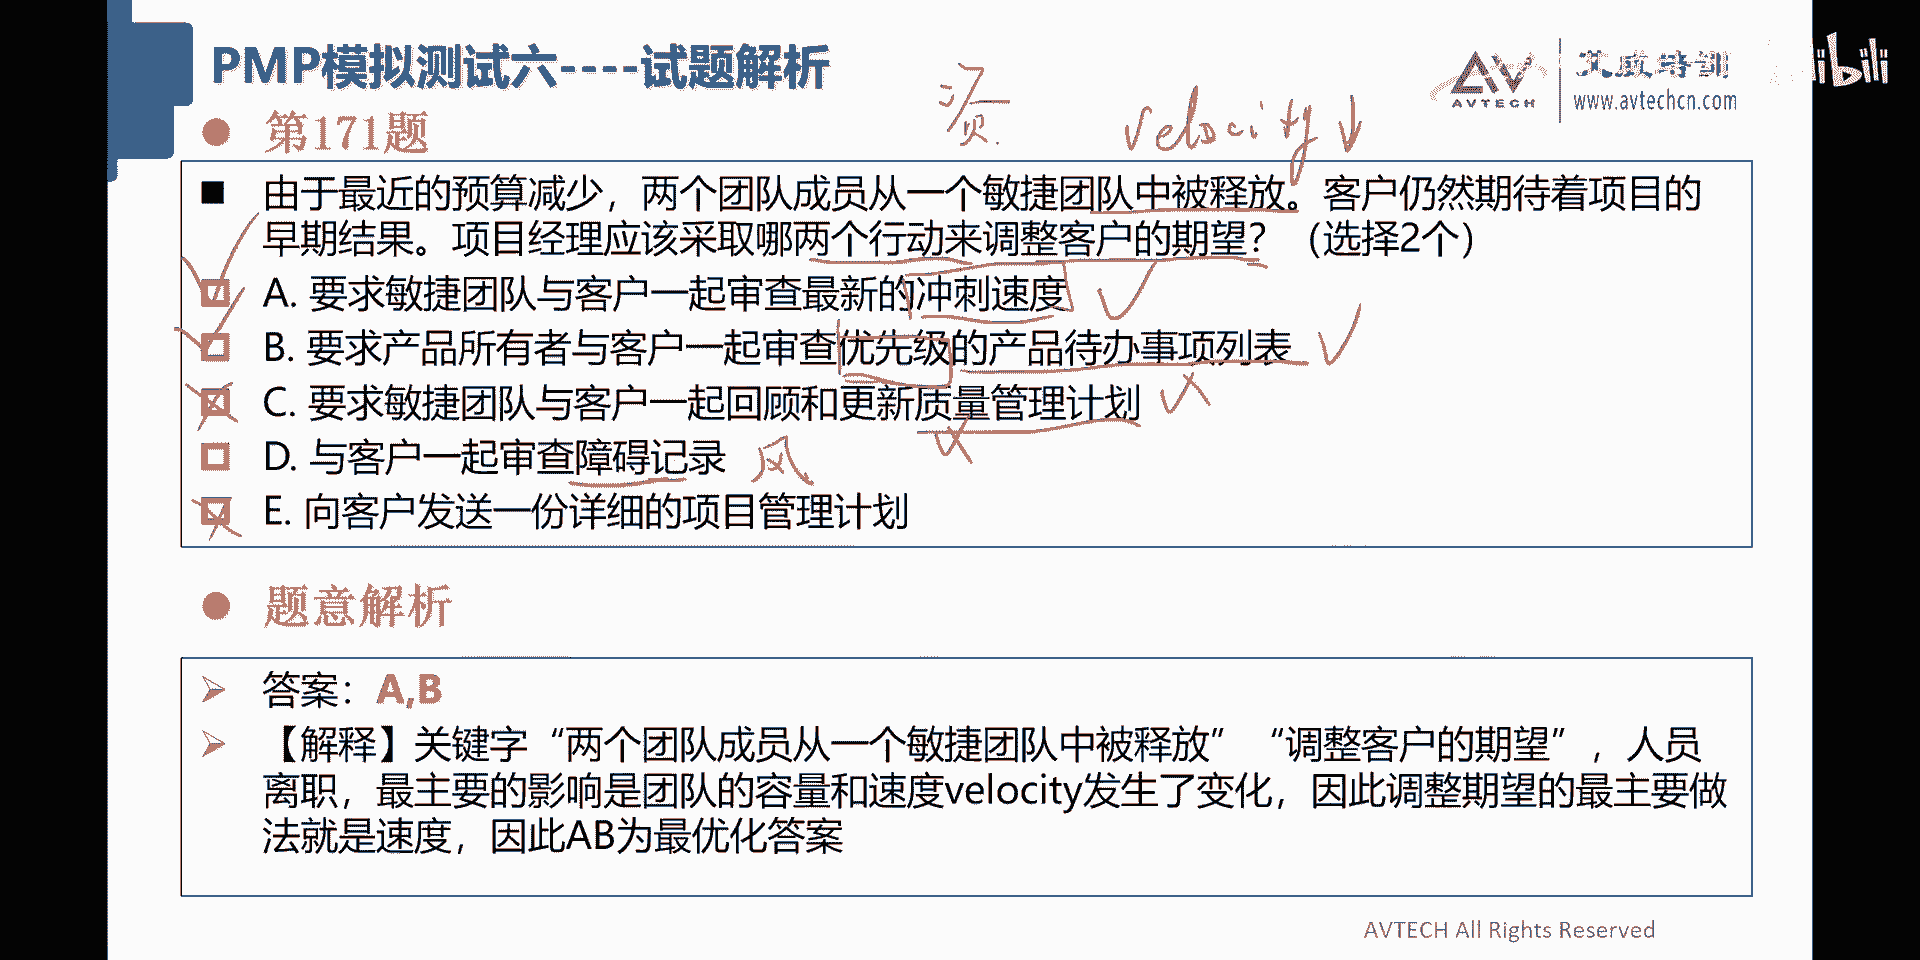 PMP模拟测试六----试题解析
资
velocity↓
AVTECH
艾威培训
www.avtechcn.com
第171题
由于最近的预算减少，两个团队成员从一个敏捷团队中被释放。客户仍然期待着项目的
早期结果。项目经理应该采取哪两个行动来调整客户的期望？（选择2个）
A. 要求敏捷团队与客户一起审查最新的冲刺速度
B. 要求产品所有者与客户一起审查优先级的产品待办事项列表
C. 要求敏捷团队与客户一起回顾和更新质量管理计划
D. 与客户一起审查障碍记录
风
E. 向客户发送一份详细的项目管理计划
题意解析
答案：A,B
【解释】关键字“两个团队成员从一个敏捷团队中被释放”“调整客户的期望”，人员
离职，最主要的影响是团队的容量和速度velocity发生了变化，因此调整期望的最主要做
法就是速度，因此AB为最优化答案
AVTECH All Rights Reserved